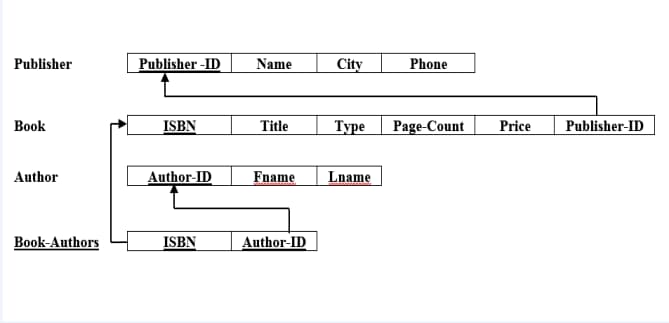 Publisher Publisher -ID Name City Phone
Book ISBN Title Type Page-Count Price Publisher-ID
Author Author-ID Fname Lname
Book-Authors ISBN Author-ID